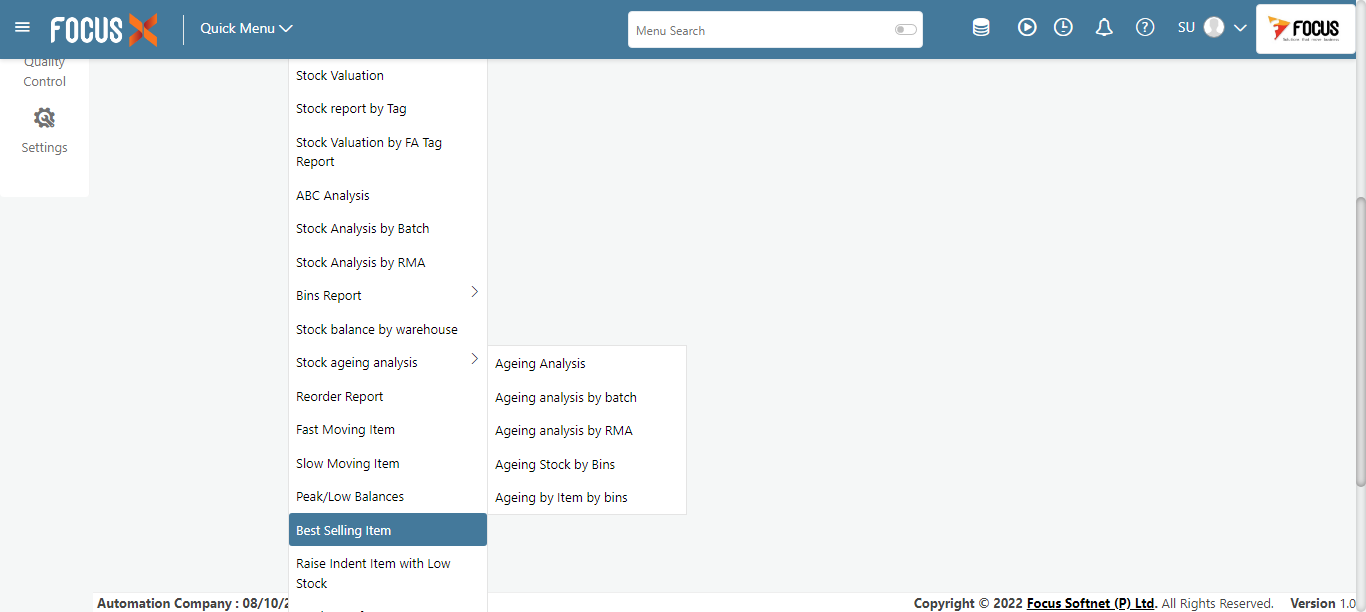 FOCUS X
Quick Menu
Menu Search
SU
FOCUS
Quality
Control
Settings
Stock Valuation
Stock report by Tag
Stock Valuation by FA Tag
Report
ABC Analysis
Stock Analysis by Batch
Stock Analysis by RMA
Bins Report
Stock balance by warehouse
Stock ageing analysis
Reorder Report
Fast Moving Item
Slow Moving Item
Peak/Low Balances
Best Selling Item
Raise Indent Item with Low
Stock
Ageing Analysis
Ageing analysis by batch
Ageing analysis by RMA
Ageing Stock by Bins
Ageing by Item by bins
Automation Company : 08/10/2
Copyright © 2022 Focus Softnet (P) Ltd. All Rights Reserved. Version 1.0